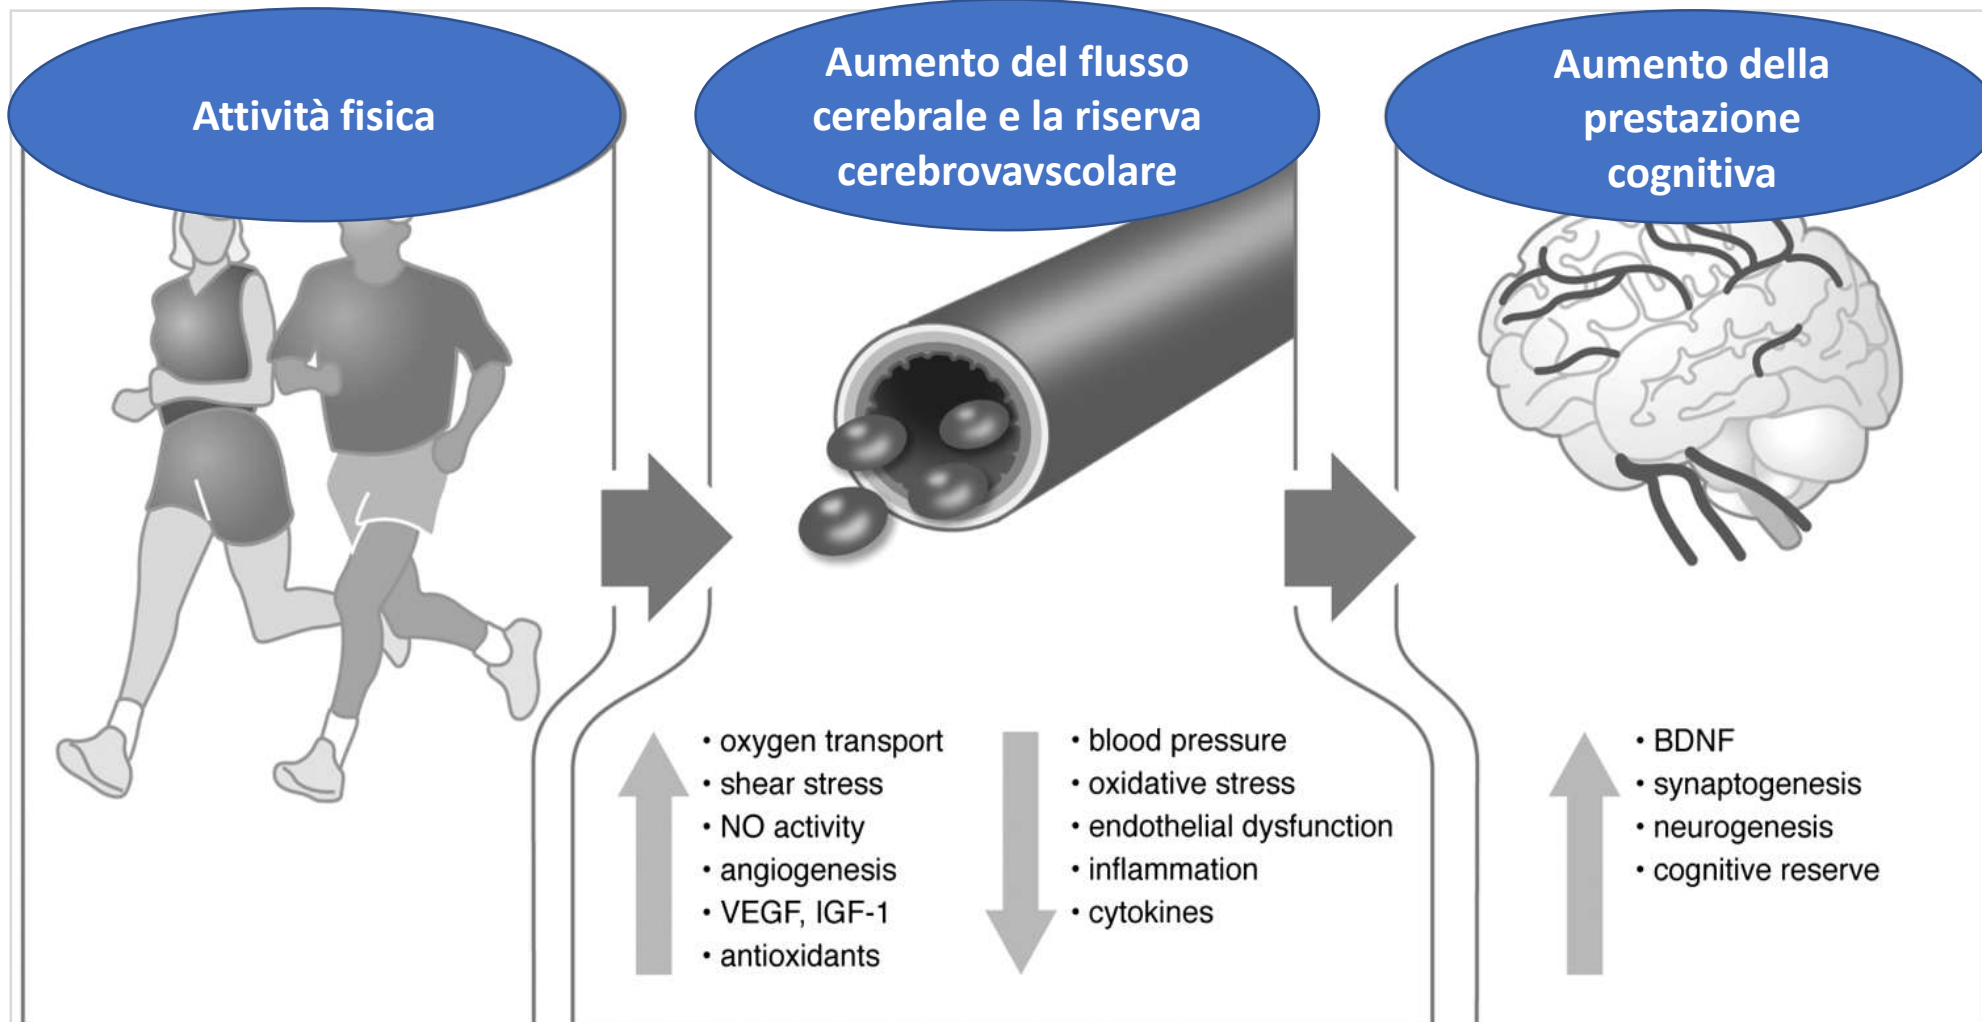 Attività fisica
Aumento del flusso
cerebrale e la riserva
cerebrovavscolare
Aumento della
prestazione
cognitiva
• oxygen transport
• shear stress
• NO activity
• angiogenesis
• VEGF, IGF-1
• antioxidants
• blood pressure
• oxidative stress
• endothelial dysfunction
• inflammation
• cytokines
• BDNF
• synaptogenesis
• neurogenesis
• cognitive reserve